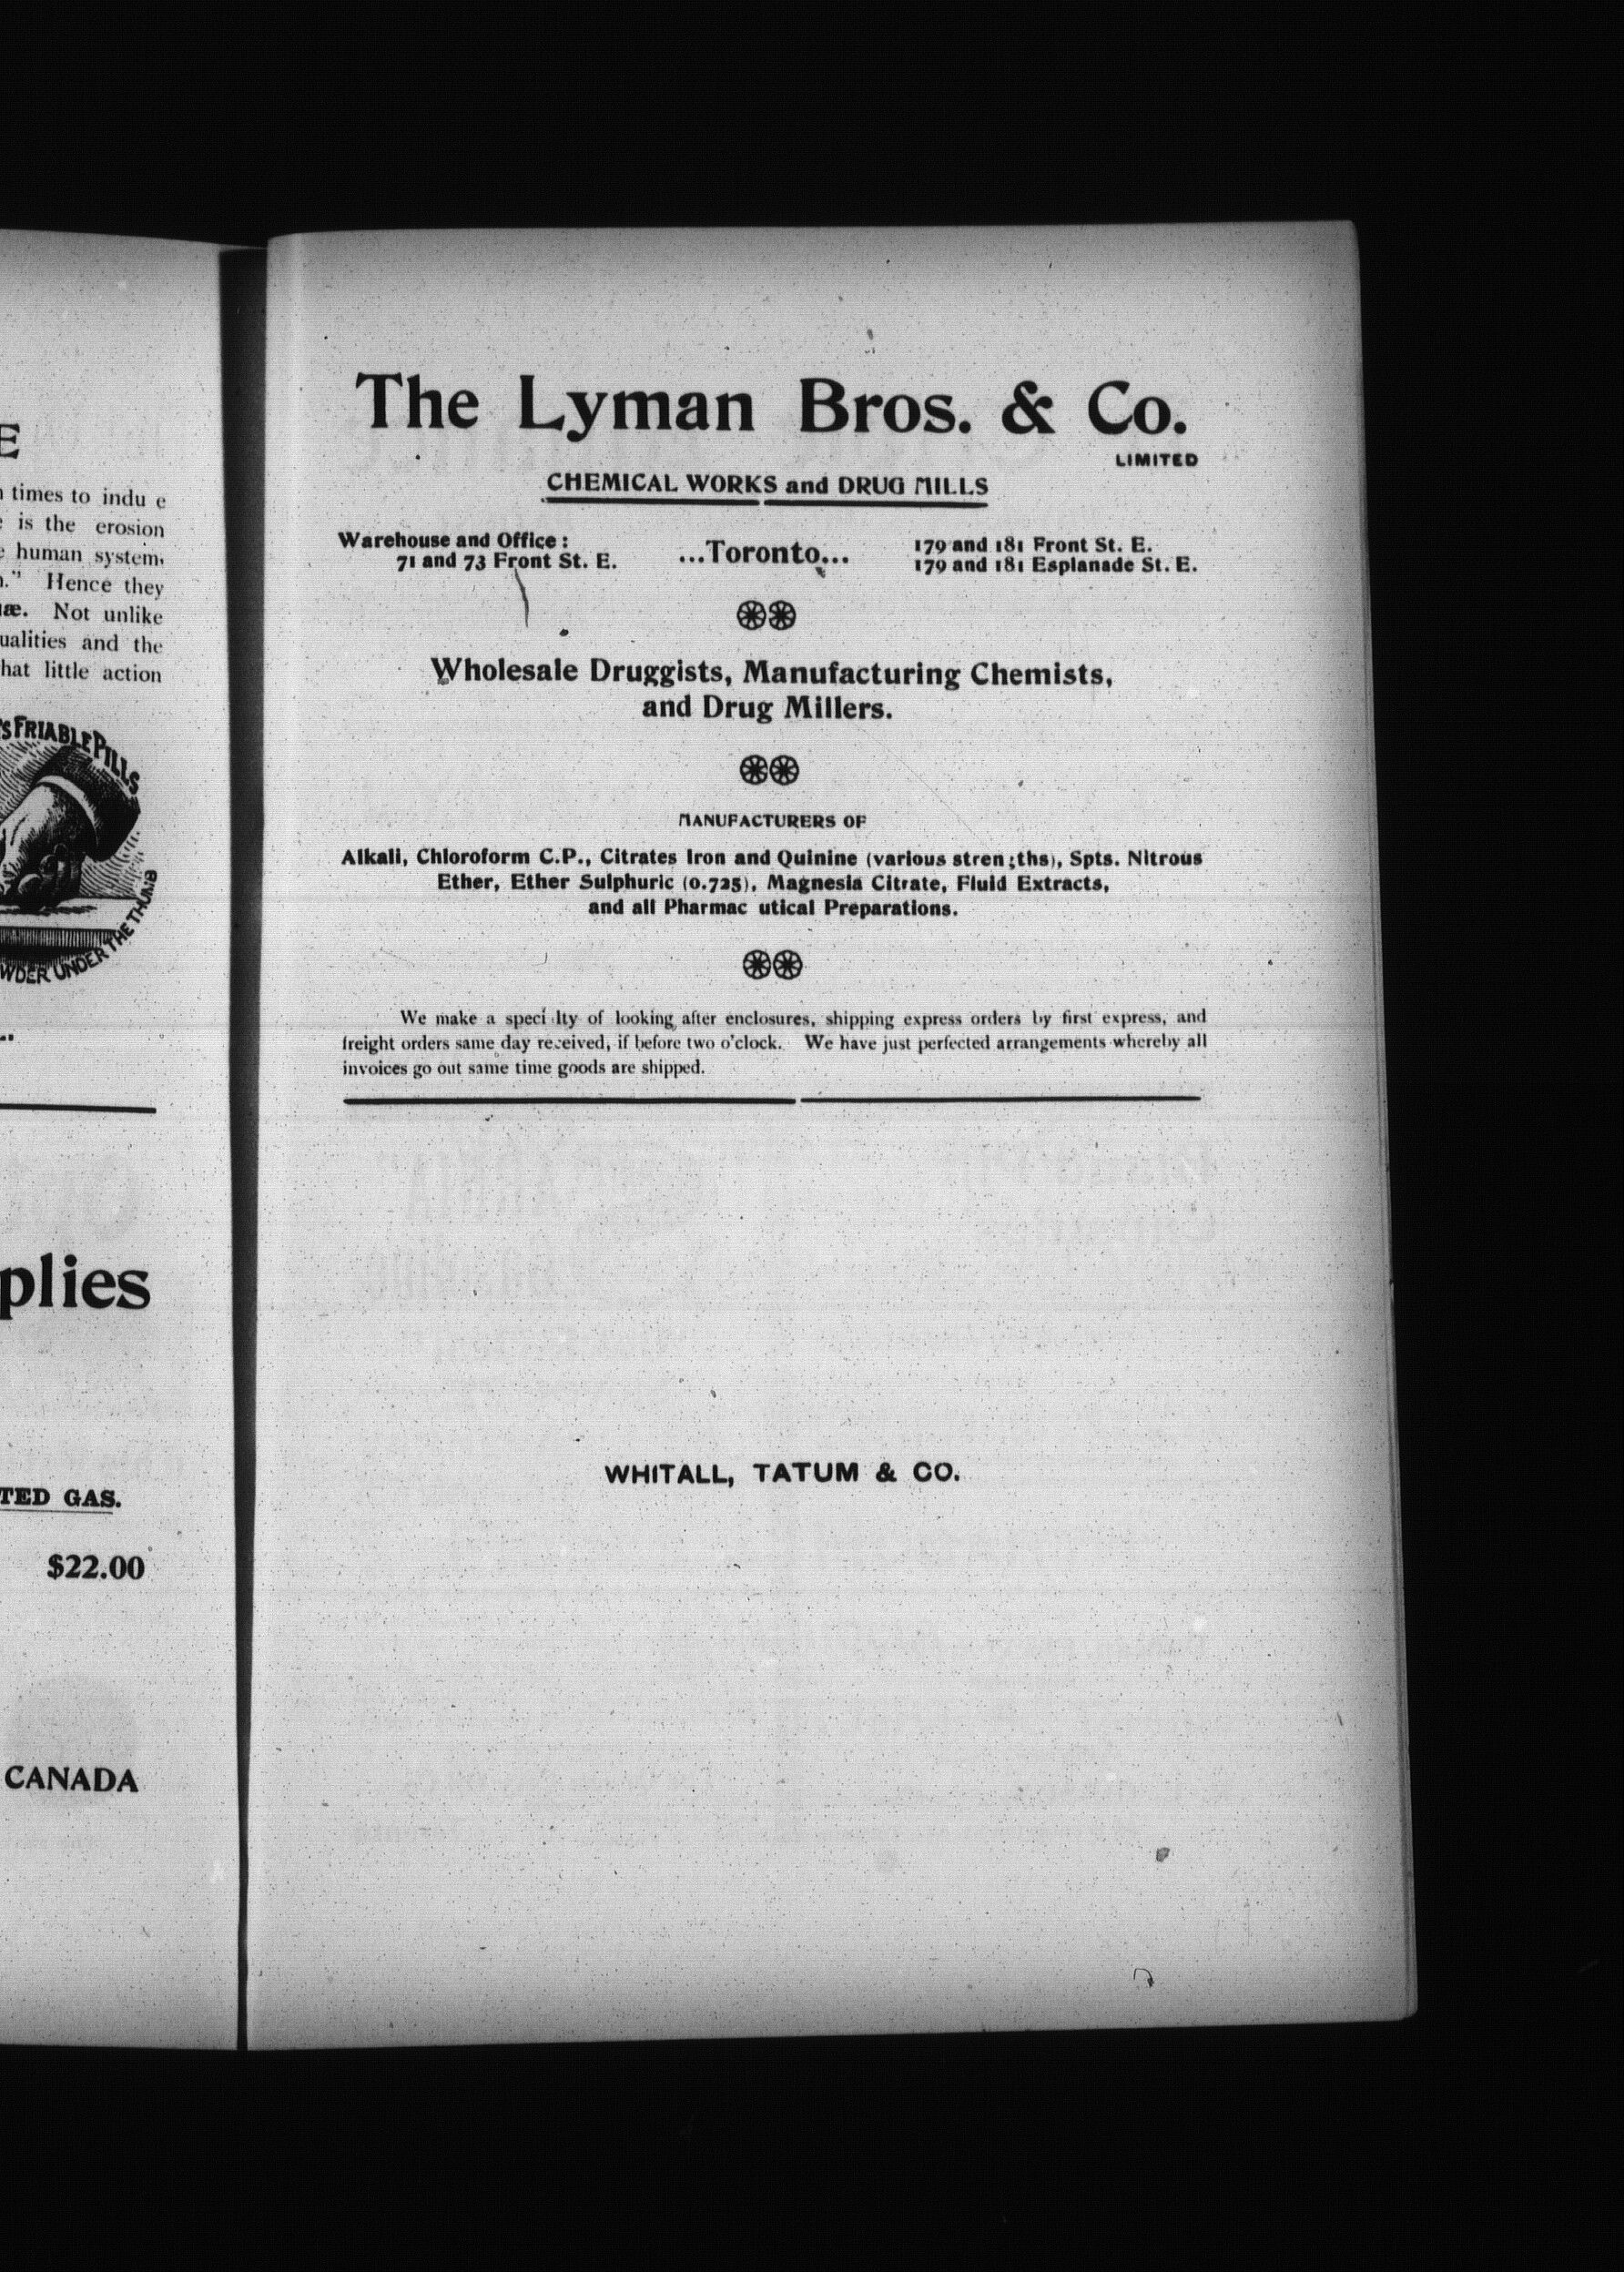 E
times to indu e
is the erosion
human system.
." Hence they
æ. Not unlike
ualities and the
hat little action
S FRIABLE PILLS
WDER UNDER THE THUMB
plies
TED GAS.
$22.00
CANADA
The Lyman Bros. & Co.
LIMITED
CHEMICAL WORKS and DRUG MILLS
Warehouse and Office :
71 and 73 Front St. E.
...Toronto...
179 and 181 Front St. E.
179 and 181 Esplanade St. E.
Wholesale Druggists, Manufacturing Chemists,
and Drug Millers.
MANUFACTURERS OF
Alkali, Chloroform C.P., Citrates Iron and Quinine (various stren ;ths), Spts. Nitrous
Ether, Ether Sulphuric (0.725), Magnesia Citrate, Fluid Extracts,
and all Pharmac utical Preparations.
We make a speci lty of looking after enclosures, shipping express orders by first express, and
freight orders same day received, if before two o'clock. We have just perfected arrangements whereby all
invoices go out same time goods are shipped.
WHITALL, TATUM & CO.